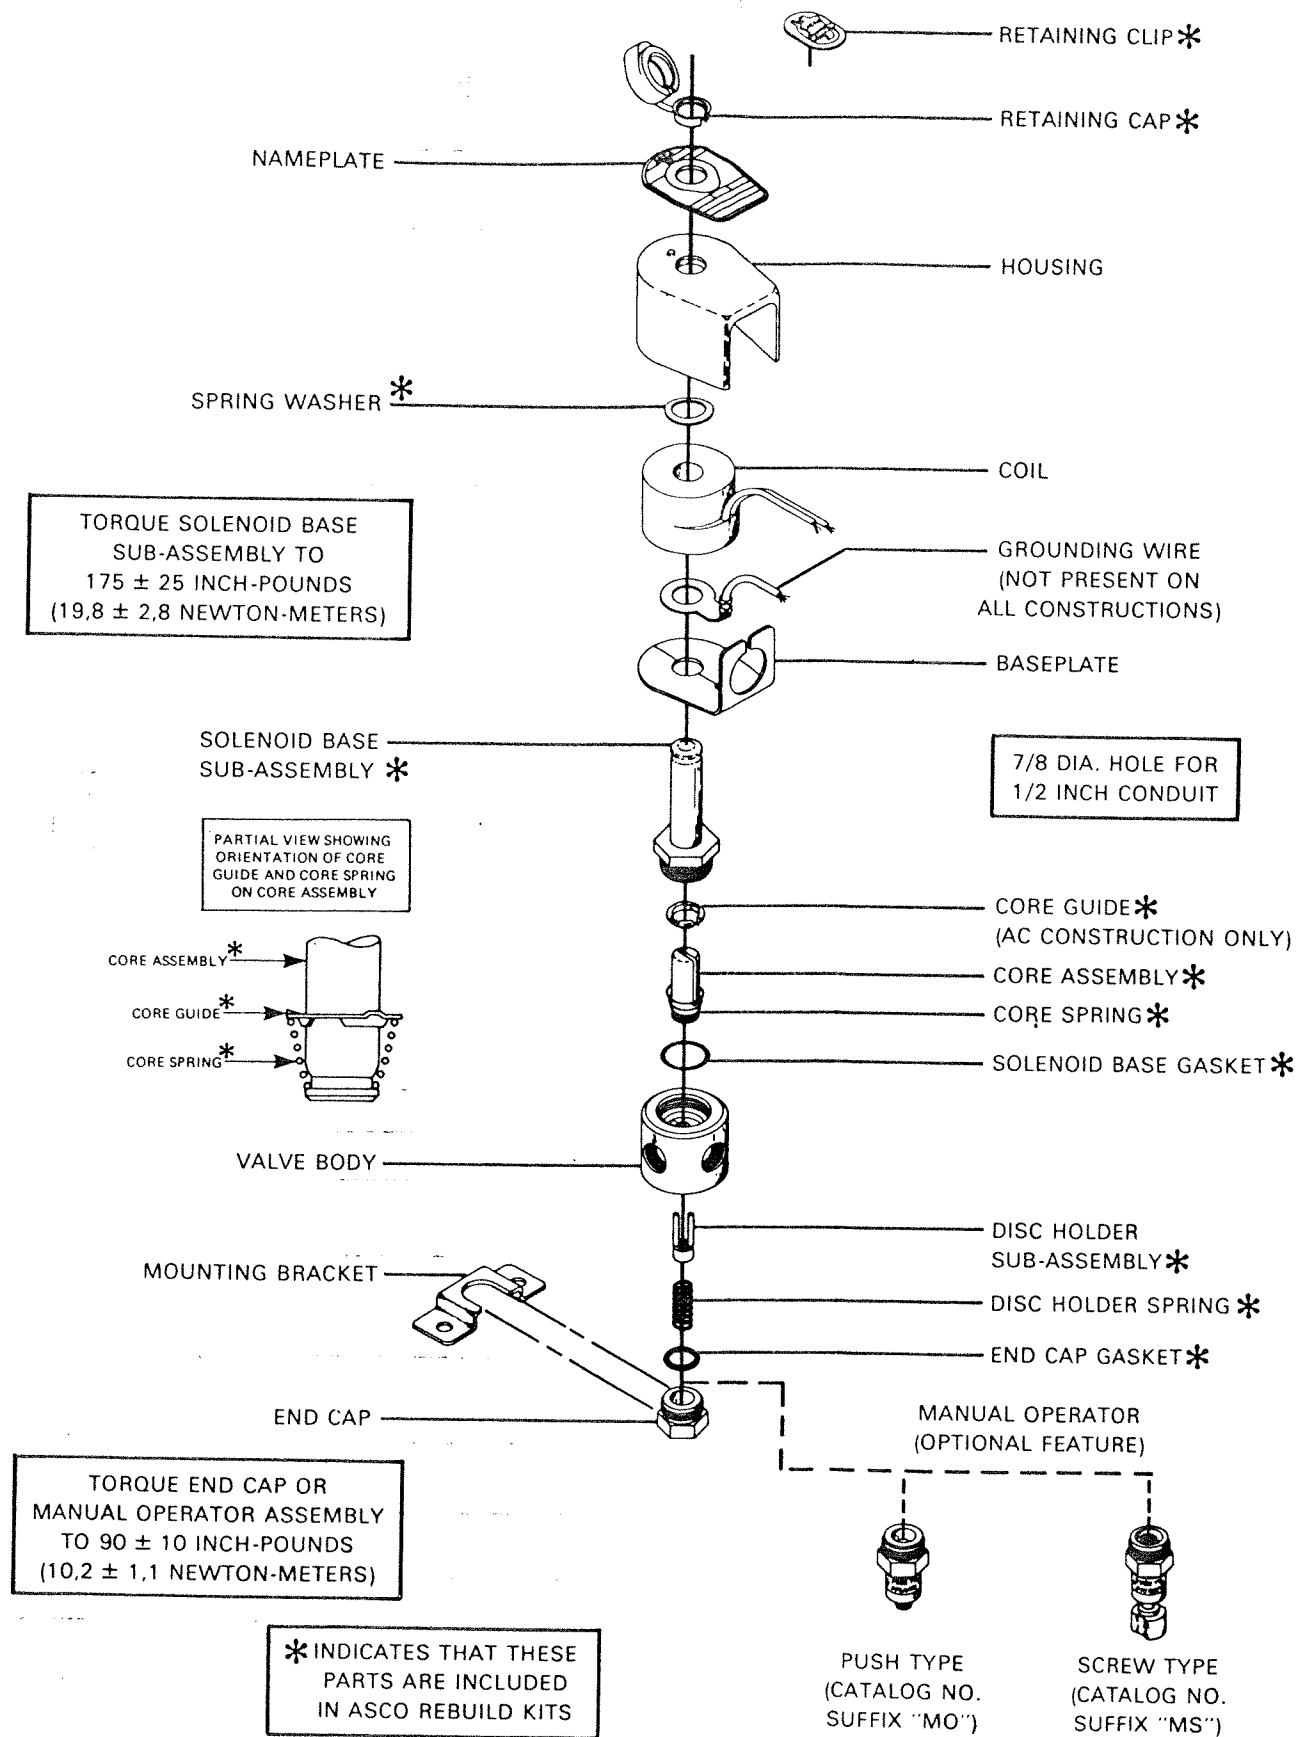 RETAINING CLIP*
RETAINING CAP*
NAMEPLATE
HOUSING
SPRING WASHER*
COIL
TORQUE SOLENOID BASE
SUB-ASSEMBLY TO
175 ± 25 INCH-POUNDS
(19,8 ± 2,8 NEWTON-METERS)
GROUNDING WIRE
(NOT PRESENT ON
ALL CONSTRUCTIONS)
BASEPLATE
SOLENOID BASE
SUB-ASSEMBLY *
7/8 DIA. HOLE FOR
1/2 INCH CONDUIT
PARTIAL VIEW SHOWING
ORIENTATION OF CORE
GUIDE AND CORE SPRING
ON CORE ASSEMBLY
CORE GUIDE*
(AC CONSTRUCTION ONLY)
CORE ASSEMBLY*
CORE SPRING*
CORE ASSEMBLY*
CORE GUIDE*
CORE SPRING*
SOLENOID BASE GASKET*
VALVE BODY
DISC HOLDER
SUB-ASSEMBLY*
MOUNTING BRACKET
DISC HOLDER SPRING*
END CAP GASKET*
END CAP
MANUAL OPERATOR
(OPTIONAL FEATURE)
TORQUE END CAP OR
MANUAL OPERATOR ASSEMBLY
TO 90 ± 10 INCH-POUNDS
(10,2 ± 1,1 NEWTON-METERS)
* INDICATES THAT THESE
PARTS ARE INCLUDED
IN ASCO REBUILD KITS
PUSH TYPE
(CATALOG NO.
SUFFIX "MO")
SCREW TYPE
(CATALOG NO.
SUFFIX "MS")